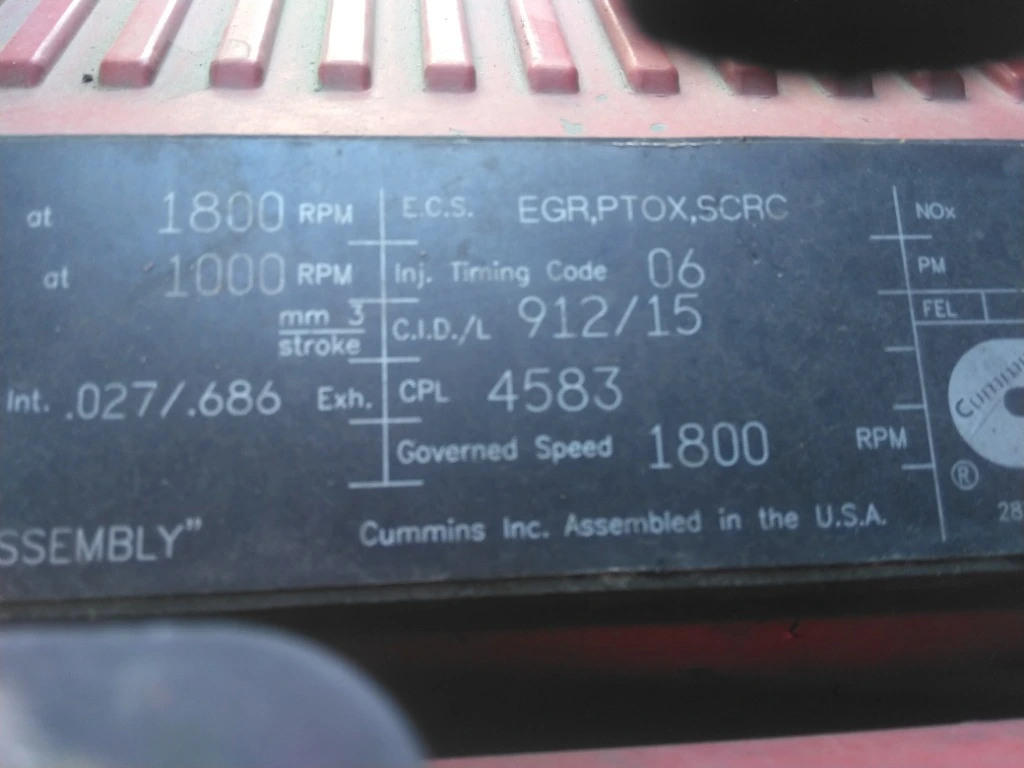 at 1800 RPM E.C.S. EGR,PTOX,SCRC NOx
at 1000 RPM Inj. Timing Code 06 PM
mm 3 C.I.D./L 912/15 FEL
stroke
Int. .027/.686 Exh. CPL 4583
Governed Speed 1800 RPM
®
SSEMBLY” Cummins Inc. Assembled in the U.S.A. 28